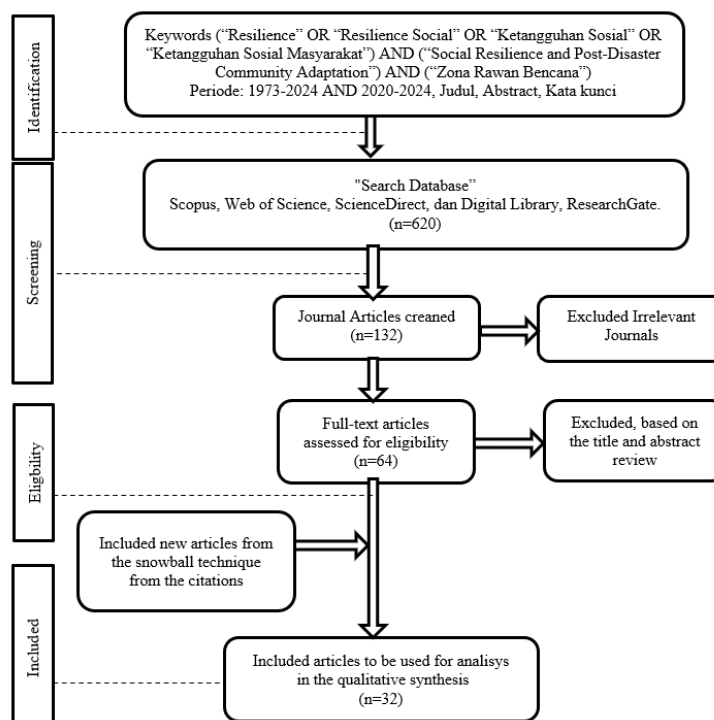 Identification
Keywords (“Resilience” OR “Resilience Social” OR “Ketangguhan Sosial” OR
“Ketangguhan Sosial Masyarakat”) AND (“Social Resilience and Post-Disaster
Community Adaptation”) AND (“Zona Rawan Bencana”)
Periode: 1973-2024 AND 2020-2024, Judul, Abstract, Kata kunci
Screening
"Search Database”
Scopus, Web of Science, ScienceDirect, dan Digital Library, ResearchGate.
(n=620)
Journal Articles creaned
(n=132)
Excluded Irrelevant
Journals
Eligbility
Full-text articles
assessed for eligibility
(n=64)
Excluded, based on
the title and abstract
review
Included new articles from
the snowball technique
from the citations
Included
Included articles to be used for analisys
in the qualitative synthesis
(n=32)